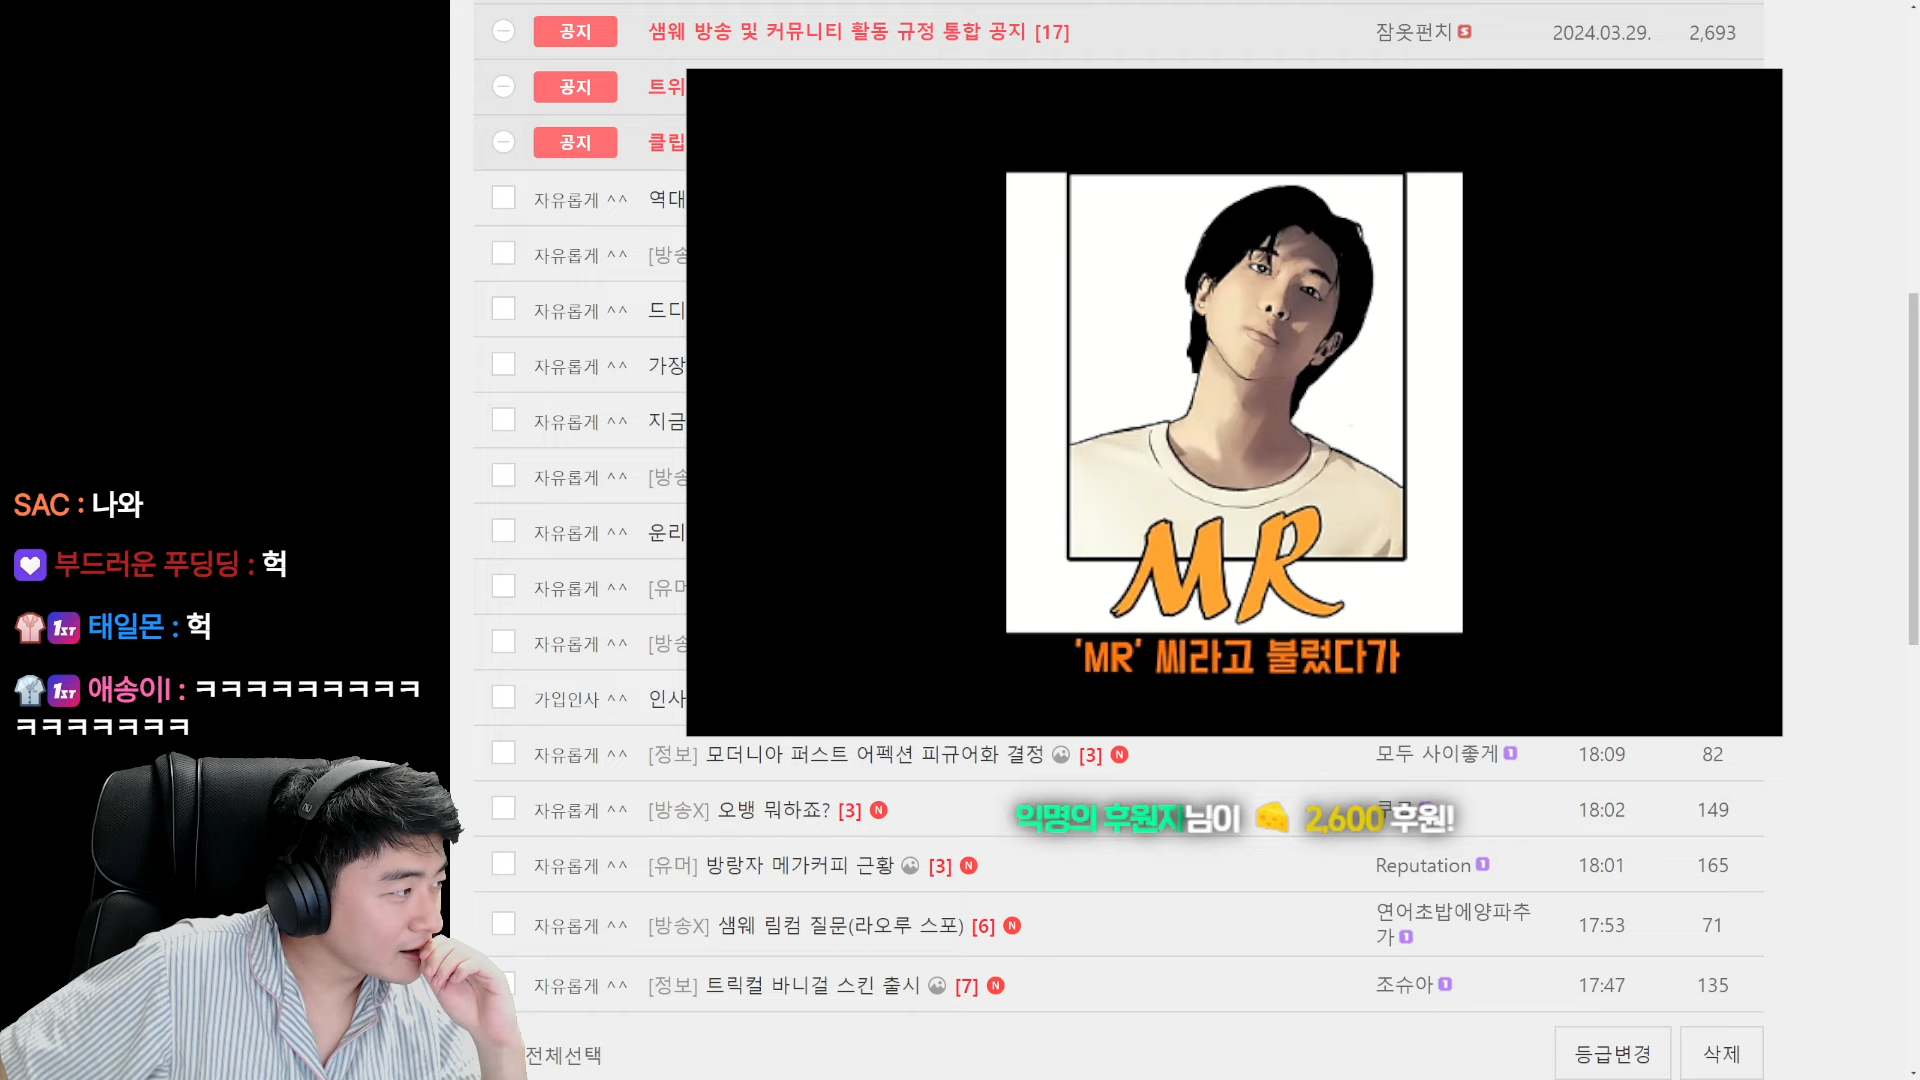 공지 샘웨 방송 및 커뮤니티 활동 규정 통합 공지 [17] 잠옷펀치 S 2024.03.29. 2,693
공지 트위
공지 클립
자유롭게 ^^ 역대
자유롭게 ^^ [방송
자유롭게 ^^ 드디
자유롭게 ^^ 가장
자유롭게 ^^ 지금
자유롭게 ^^ [방송
자유롭게 ^^ 운리
자유롭게 ^^ [유머
자유롭게 ^^ [방송
가입인사 ^^ 인사
MR
'MR' 씨라고 불렀다가
자유롭게 ^^ [정보] 모더니아 퍼스트 어펙션 피규어화 결정 [3] N 모두 사이좋게 1 18:09 82
자유롭게 ^^ [방송X] 오뱅 뭐하죠? [3] N 18:02 149
익명의 후원자님이 2,600 후원!
자유롭게 ^^ [유머] 방랑자 메가커피 근황 [3] N Reputation 1 18:01 165
자유롭게 ^^ [방송X] 샘웨 림컴 질문(라오루 스포) [6] N 연어초밥에양파추
가 1 17:53 71
자유롭게 ^^ [정보] 트릭컬 바니걸 스킨 출시 [7] N 조슈아 1 17:47 135
전체선택 등급변경 삭제
SAC : 나와
부드러운 푸딩딩 : 헉
1ST 태일몬 : 헉
1ST 애송이I : ㅋㅋㅋㅋㅋㅋㅋㅋㅋ
ㅋㅋㅋㅋㅋㅋㅋ